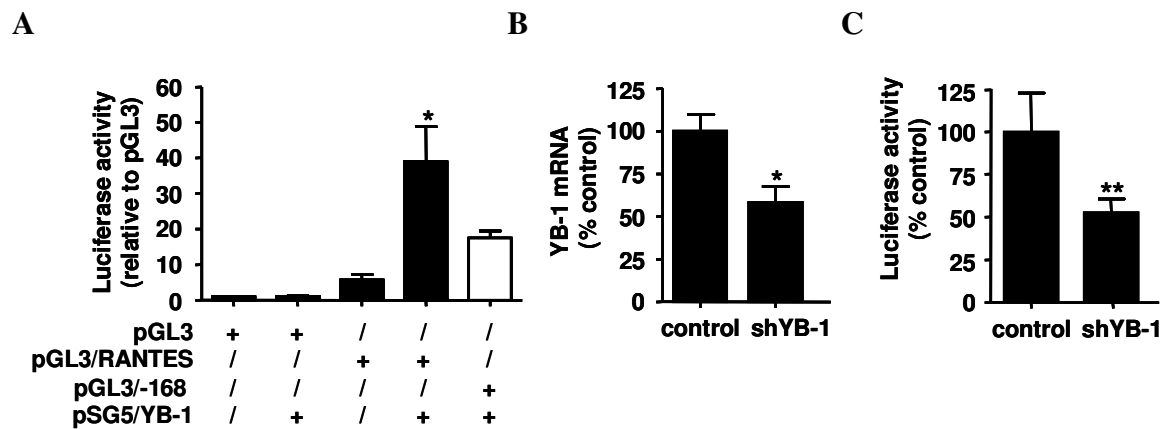 A
B
C
Luciferase activity
(relative to pGL3)
60
50
40
30
20
10
0
*
pGL3 + + / / /
pGL3/RANTES / / + + /
pGL3/-168 / / / / +
pSG5/YB-1 / + / + +
YB-1 mRNA
(% control)
125
100
75
50
25
0
*
control shYB-1
Luciferase activity
(% control)
125
100
75
50
25
0
**
control shYB-1